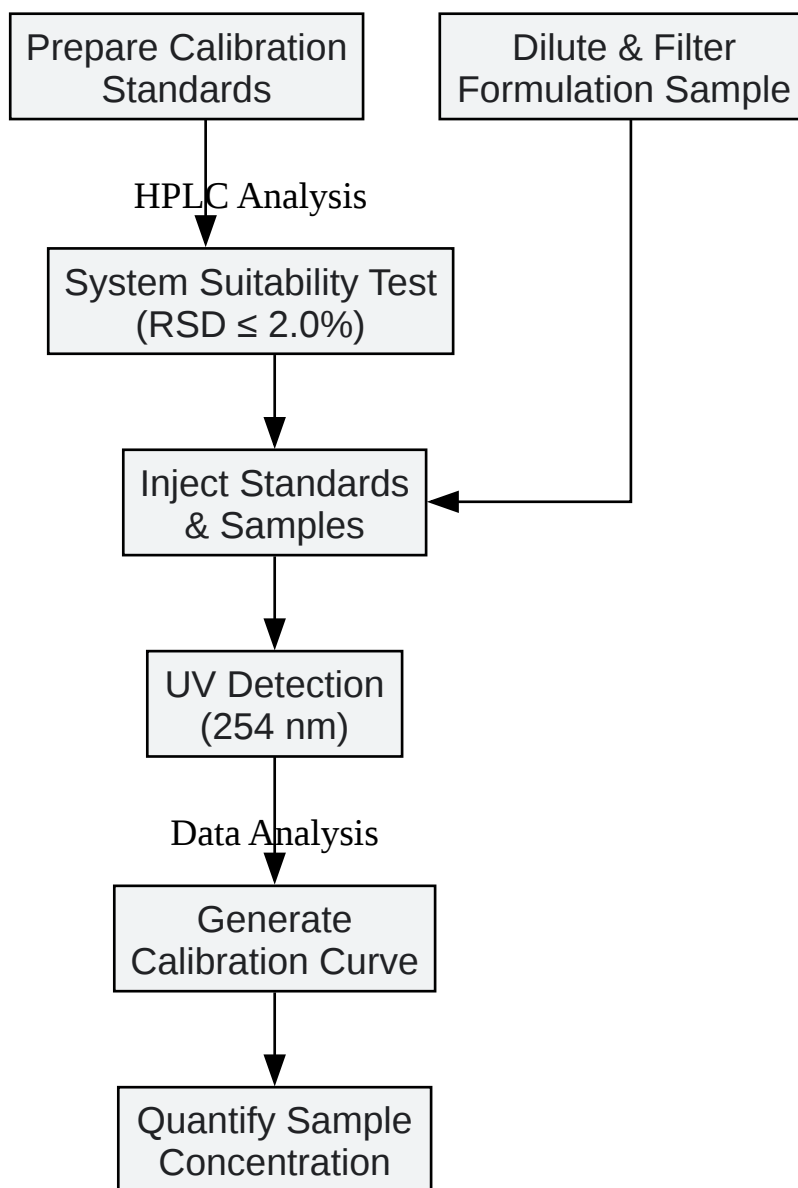 Prepare Calibration
Standards
Dilute & Filter
Formulation Sample
HPLC Analysis
System Suitability Test
(RSD ≤ 2.0%)
Inject Standards
& Samples
UV Detection
(254 nm)
Data Analysis
Generate
Calibration Curve
Quantify Sample
Concentration